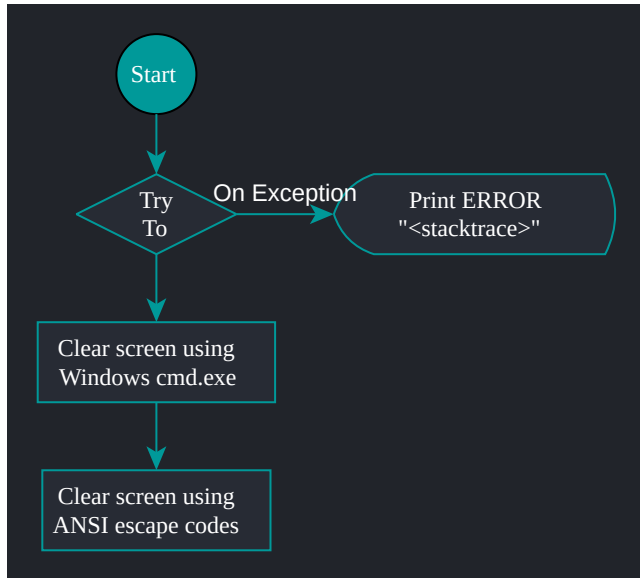 Start
Try
To
On Exception
Print ERROR
"<stacktrace>"
Clear screen using
Windows cmd.exe
Clear screen using
ANSI escape codes